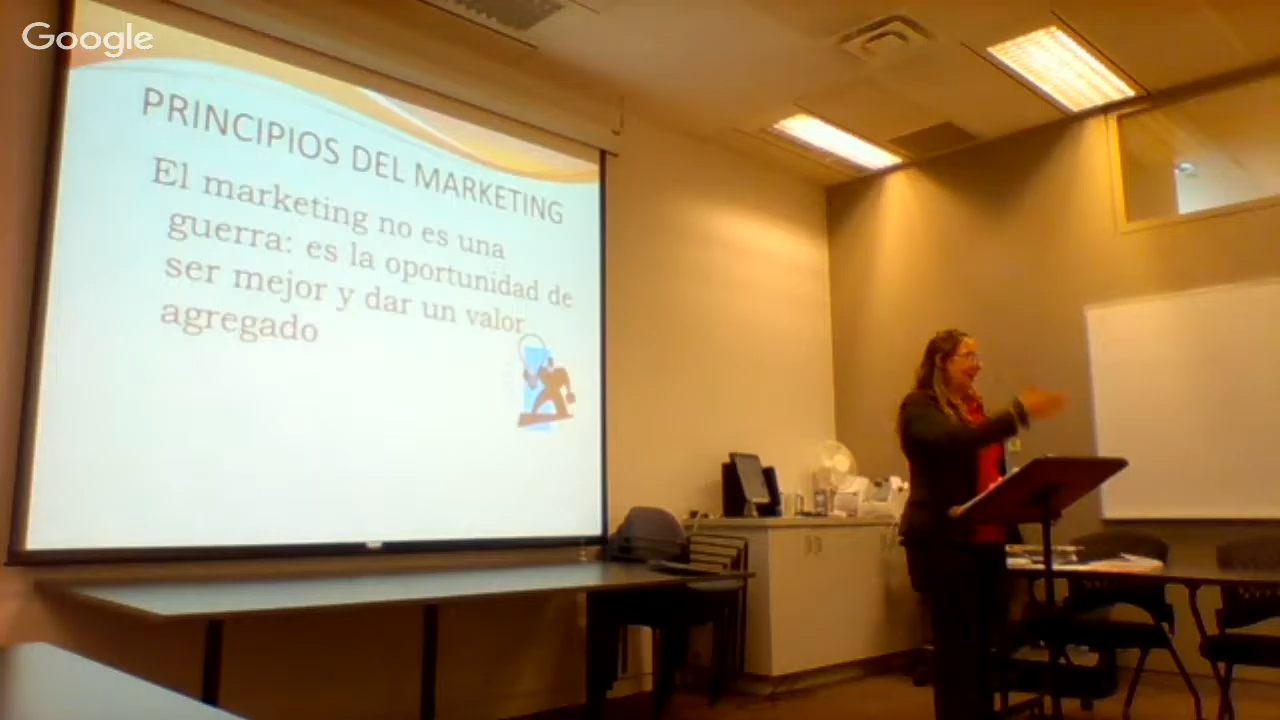 Google
PRINCIPIOS DEL MARKETING
El marketing no es una
guerra: es la oportunidad de
ser mejor y dar un valor
agregado